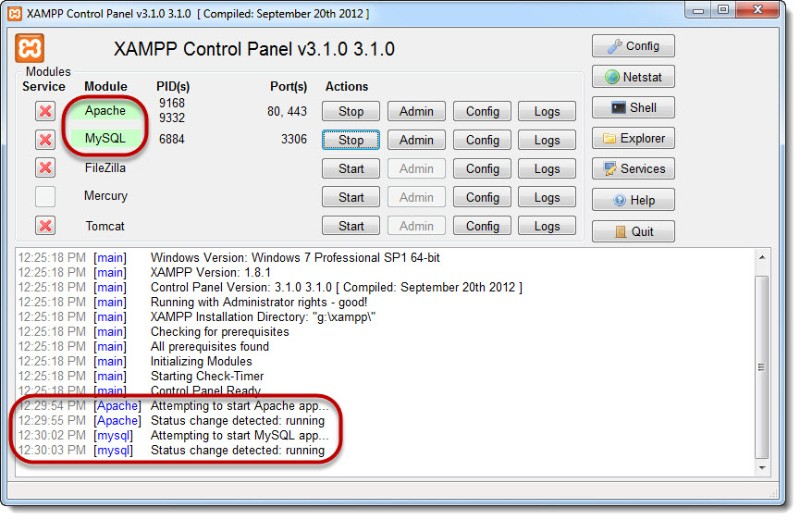 XAMPP Control Panel v3.1.0 3.1.0 [ Compiled: September 20th 2012 ]
XAMPP Control Panel v3.1.0 3.1.0
Config
Modules
Service Module PID(s) Port(s) Actions
Netstat
Apache 9168 9332 80, 443 Stop Admin Config Logs
Shell
MySQL 6884 3306 Stop Admin Config Logs
Explorer
FileZilla Start Admin Config Logs
Services
Mercury Start Admin Config Logs
Help
Tomcat Start Admin Config Logs
Quit
12:25:18 PM [main] Windows Version: Windows 7 Professional SP1 64-bit
12:25:18 PM [main] XAMPP Version: 1.8.1
12:25:18 PM [main] Control Panel Version: 3.1.0 3.1.0 [ Compiled: September 20th 2012 ]
12:25:18 PM [main] Running with Administrator rights - good!
12:25:18 PM [main] XAMPP Installation Directory: "g:\xampp\"
12:25:18 PM [main] Checking for prerequisites
12:25:18 PM [main] All prerequisites found
12:25:18 PM [main] Initializing Modules
12:25:18 PM [main] Starting Check-Timer
12:25:18 PM [main] Control Panel Ready
12:29:54 PM [Apache] Attempting to start Apache app...
12:29:55 PM [Apache] Status change detected: running
12:30:02 PM [mysql] Attempting to start MySQL app...
12:30:03 PM [mysql] Status change detected: running